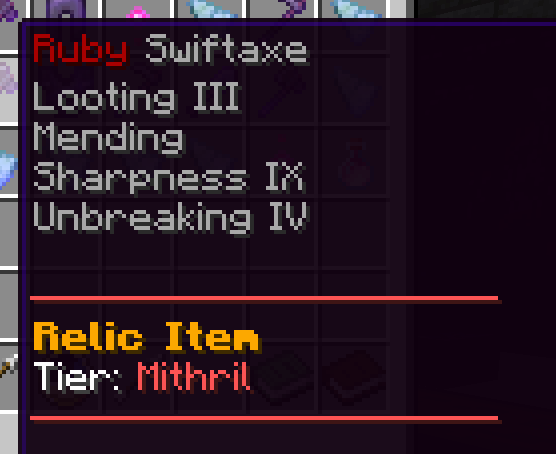 Ruby Swiftaxe
Looting III
Mending
Sharpness IX
Unbreaking IV
Relic Item
Tier: Mithril